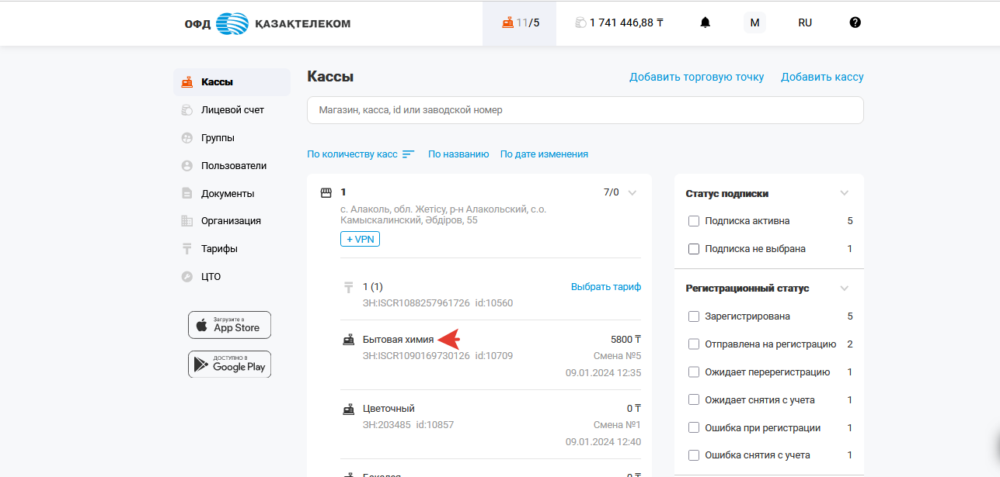 ОФД ҚАЗАҚТЕЛЕКОМ
11/5
1 741 446,88 ₸
M
RU
Кассы
Лицевой счет
Группы
Пользователи
Документы
Организация
Тарифы
ЦТО
Загрузите в
App Store
ДОСТУПНО В
Google Play
Кассы
Добавить торговую точку
Добавить кассу
Магазин, касса, id или заводской номер
По количеству касс
По названию
По дате изменения
1
7/0
с. Алаколь, обл. Жетісу, р-н Алакольский, с.о.
Камыскалинский, Әбдіров, 55
+ VPN
1 (1)
Выбрать тариф
ЗН:ISCR1088257961726 id:10560
Бытовая химия
5800 ₸
ЗН:ISCR1090169730126 id:10709
Смена №5
09.01.2024 12:35
Цветочный
0 ₸
ЗН:203485 id:10857
Смена №1
09.01.2024 12:40
Бакалея
0 ₸
Статус подписки
Подписка активна 5
Подписка не выбрана 1
Регистрационный статус
Зарегистрирована 5
Отправлена на регистрацию 2
Ожидает перерегистрацию 1
Ожидает снятия с учета 1
Ошибка при регистрации 1
Ошибка снятия с учета 1